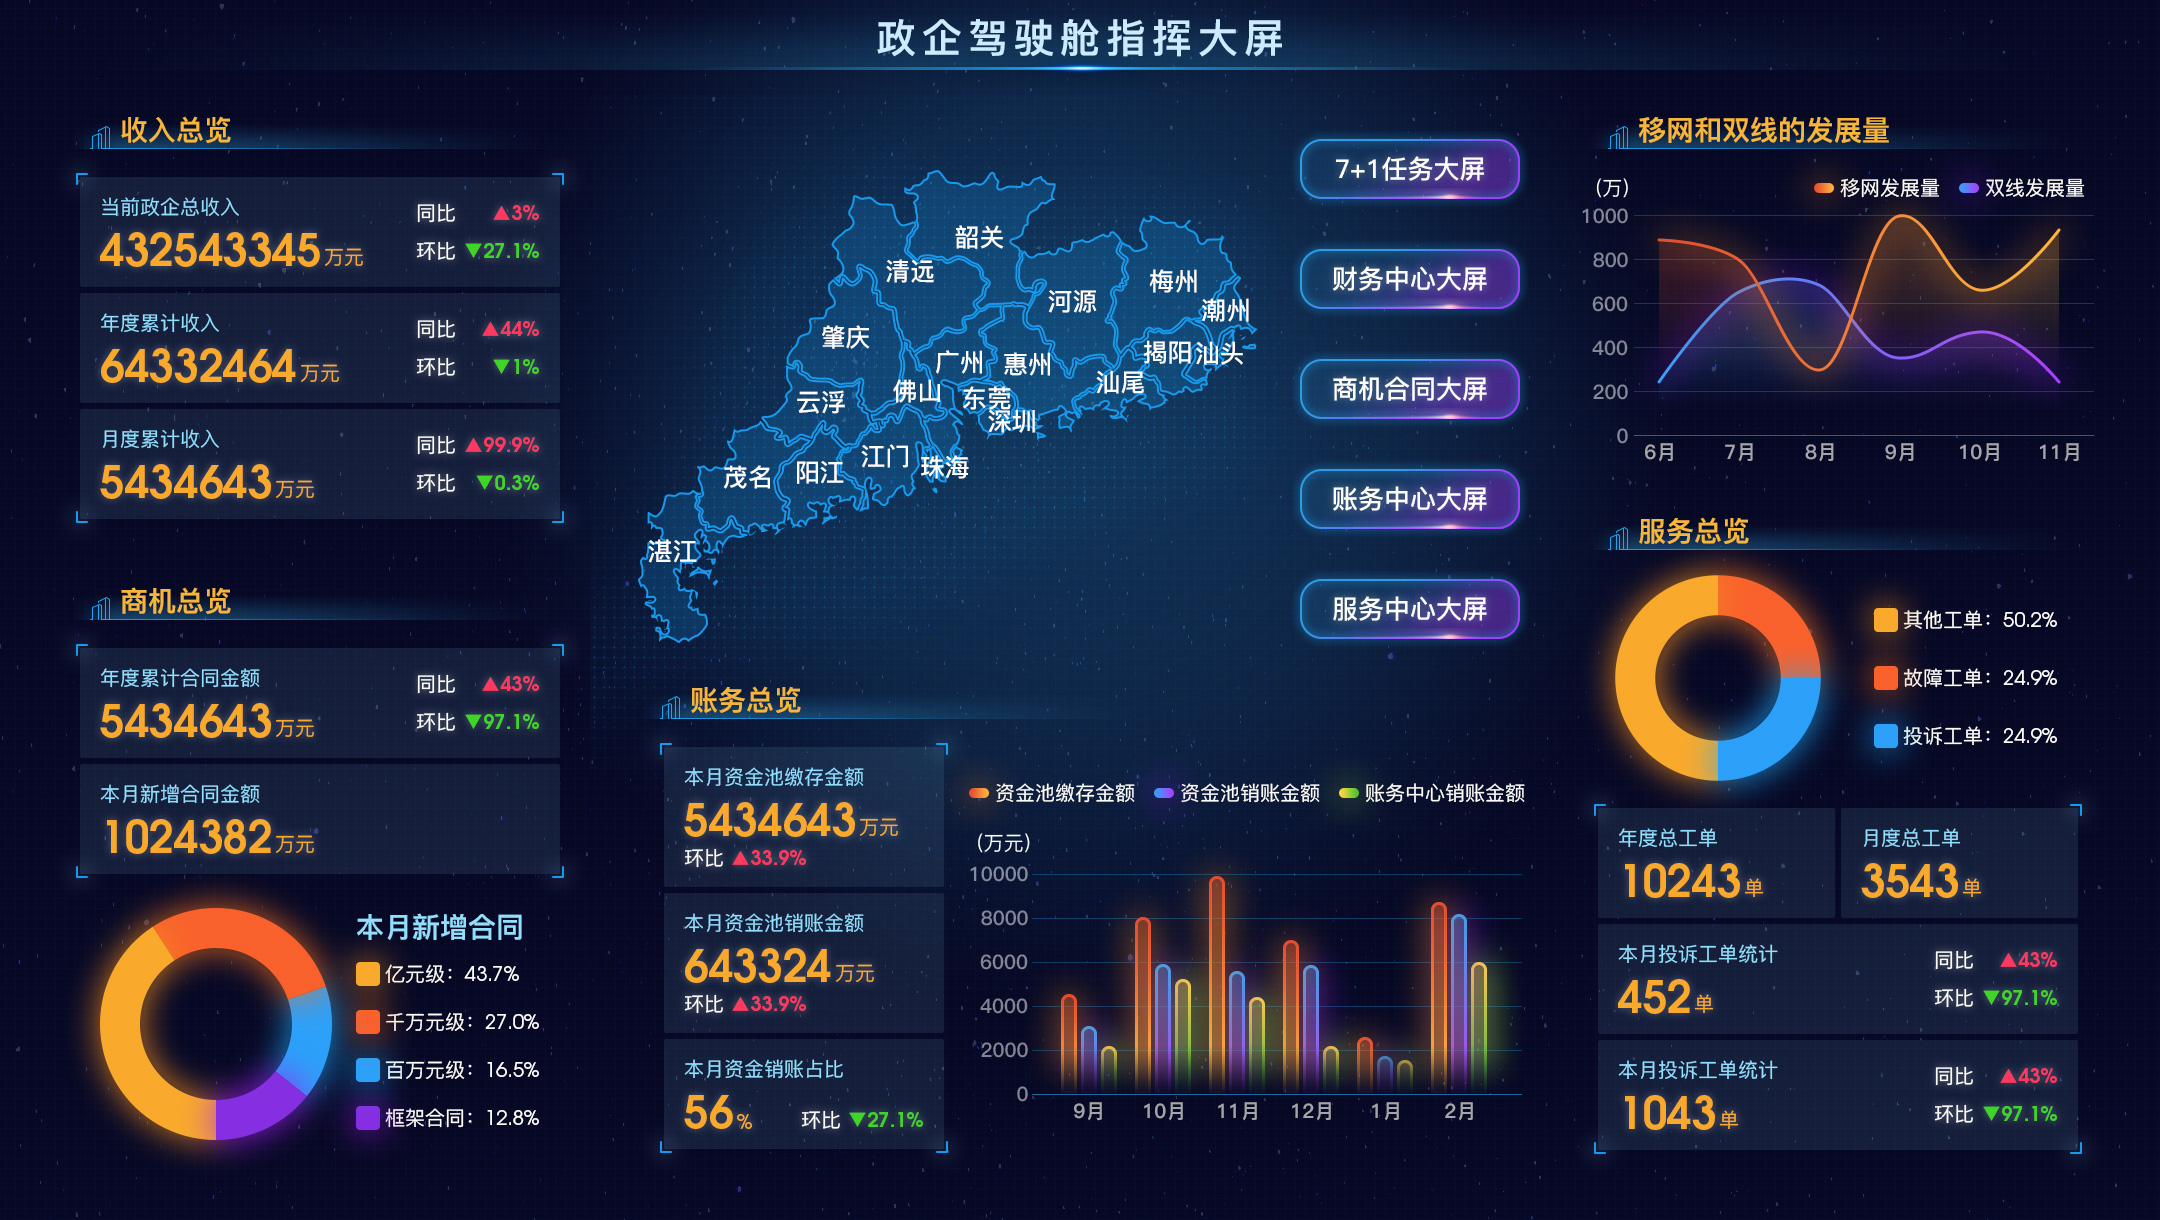 政企驾驶舱指挥大屏
收入总览
当前政企总收入
432543345万元
同比 ▲3%
环比 ▼27.1%
年度累计收入
64332464万元
同比 ▲44%
环比 ▼1%
月度累计收入
5434643万元
同比 ▲99.9%
环比 ▼0.3%
商机总览
年度累计合同金额
5434643万元
同比 ▲43%
环比 ▼97.1%
本月新增合同金额
1024382万元
本月新增合同
亿元级：43.7%
千万元级：27.0%
百万元级：16.5%
框架合同：12.8%
韶关
清远
梅州
河源
潮州
肇庆
揭阳
汕头
广州
惠州
汕尾
佛山
东莞
云浮
深圳
江门
珠海
阳江
茂名
湛江
7+1任务大屏
财务中心大屏
商机合同大屏
账务中心大屏
服务中心大屏
账务总览
本月资金池缴存金额
5434643万元
环比 ▲33.9%
本月资金池销账金额
643324万元
环比 ▲33.9%
本月资金销账占比
56%
环比 ▼27.1%
资金池缴存金额 资金池销账金额 账务中心销账金额
(万元)
10000
8000
6000
4000
2000
0
9月 10月 11月 12月 1月 2月
移网和双线的发展量
(万)
移网发展量 双线发展量
1000
800
600
400
200
0
6月 7月 8月 9月 10月 11月
服务总览
其他工单：50.2%
故障工单：24.9%
投诉工单：24.9%
年度总工单
10243单
月度总工单
3543单
本月投诉工单统计
452单
同比 ▲43%
环比 ▼97.1%
本月投诉工单统计
1043单
同比 ▲43%
环比 ▼97.1%